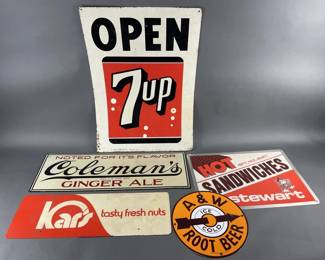 OPEN
7up
NOTED FOR ITS FLAVOR
Coleman's
GINGER ALE
HOT
SANDWICHES
stewart
Kar's
tasty fresh nuts
A & W
ICE
COLD
ROOT BEER